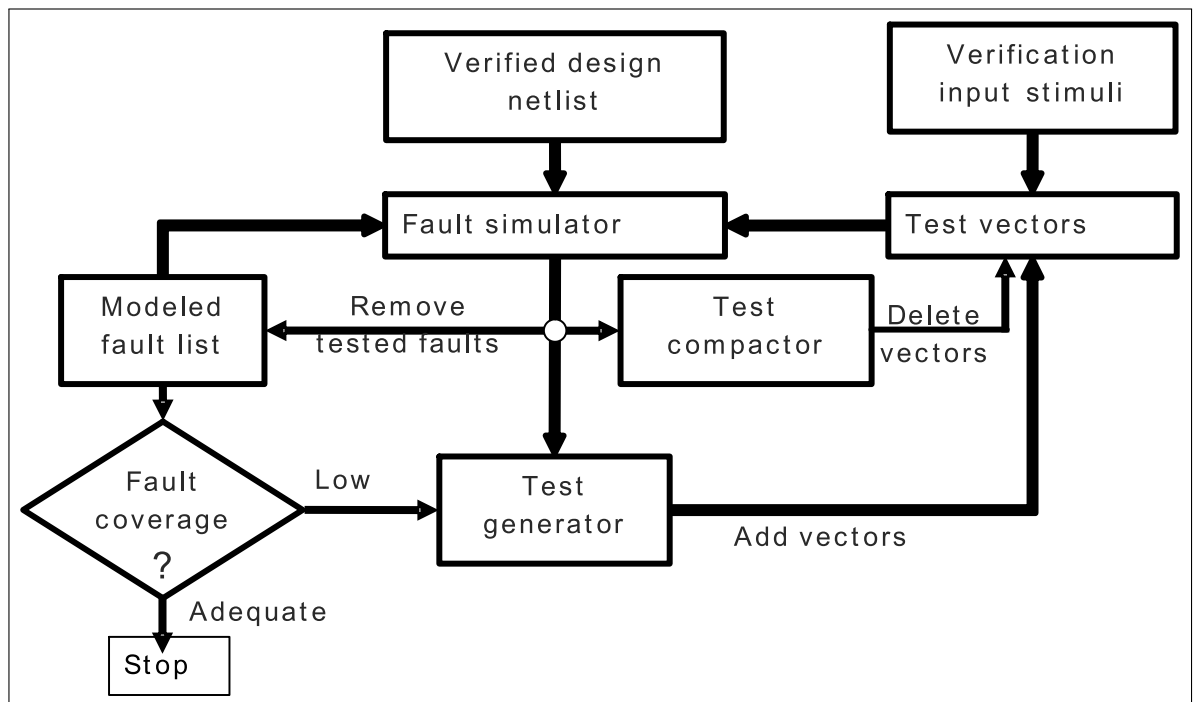 Verified design
netlist
Verification
input stimuli
Fault simulator
Test vectors
Modeled
fault list
Remove
tested faults
Test
compactor
Delete
vectors
Fault
coverage
?
Low
Test
generator
Add vectors
Adequate
Stop